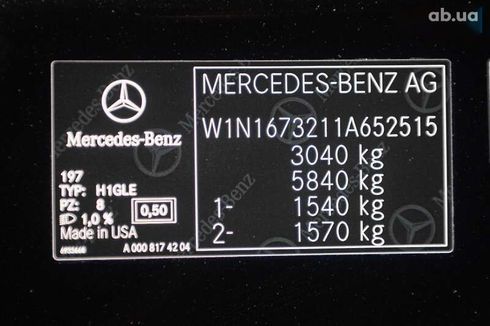 ab.ua
Mercedes-Benz
197
TYP: H1GLE
PZ: 8
1,0 % 0,50
Made in USA
A 000 817 42 04
MERCEDES-BENZ AG
W1N1673211A652515
3040 kg
5840 kg
1- 1540 kg
2- 1570 kg